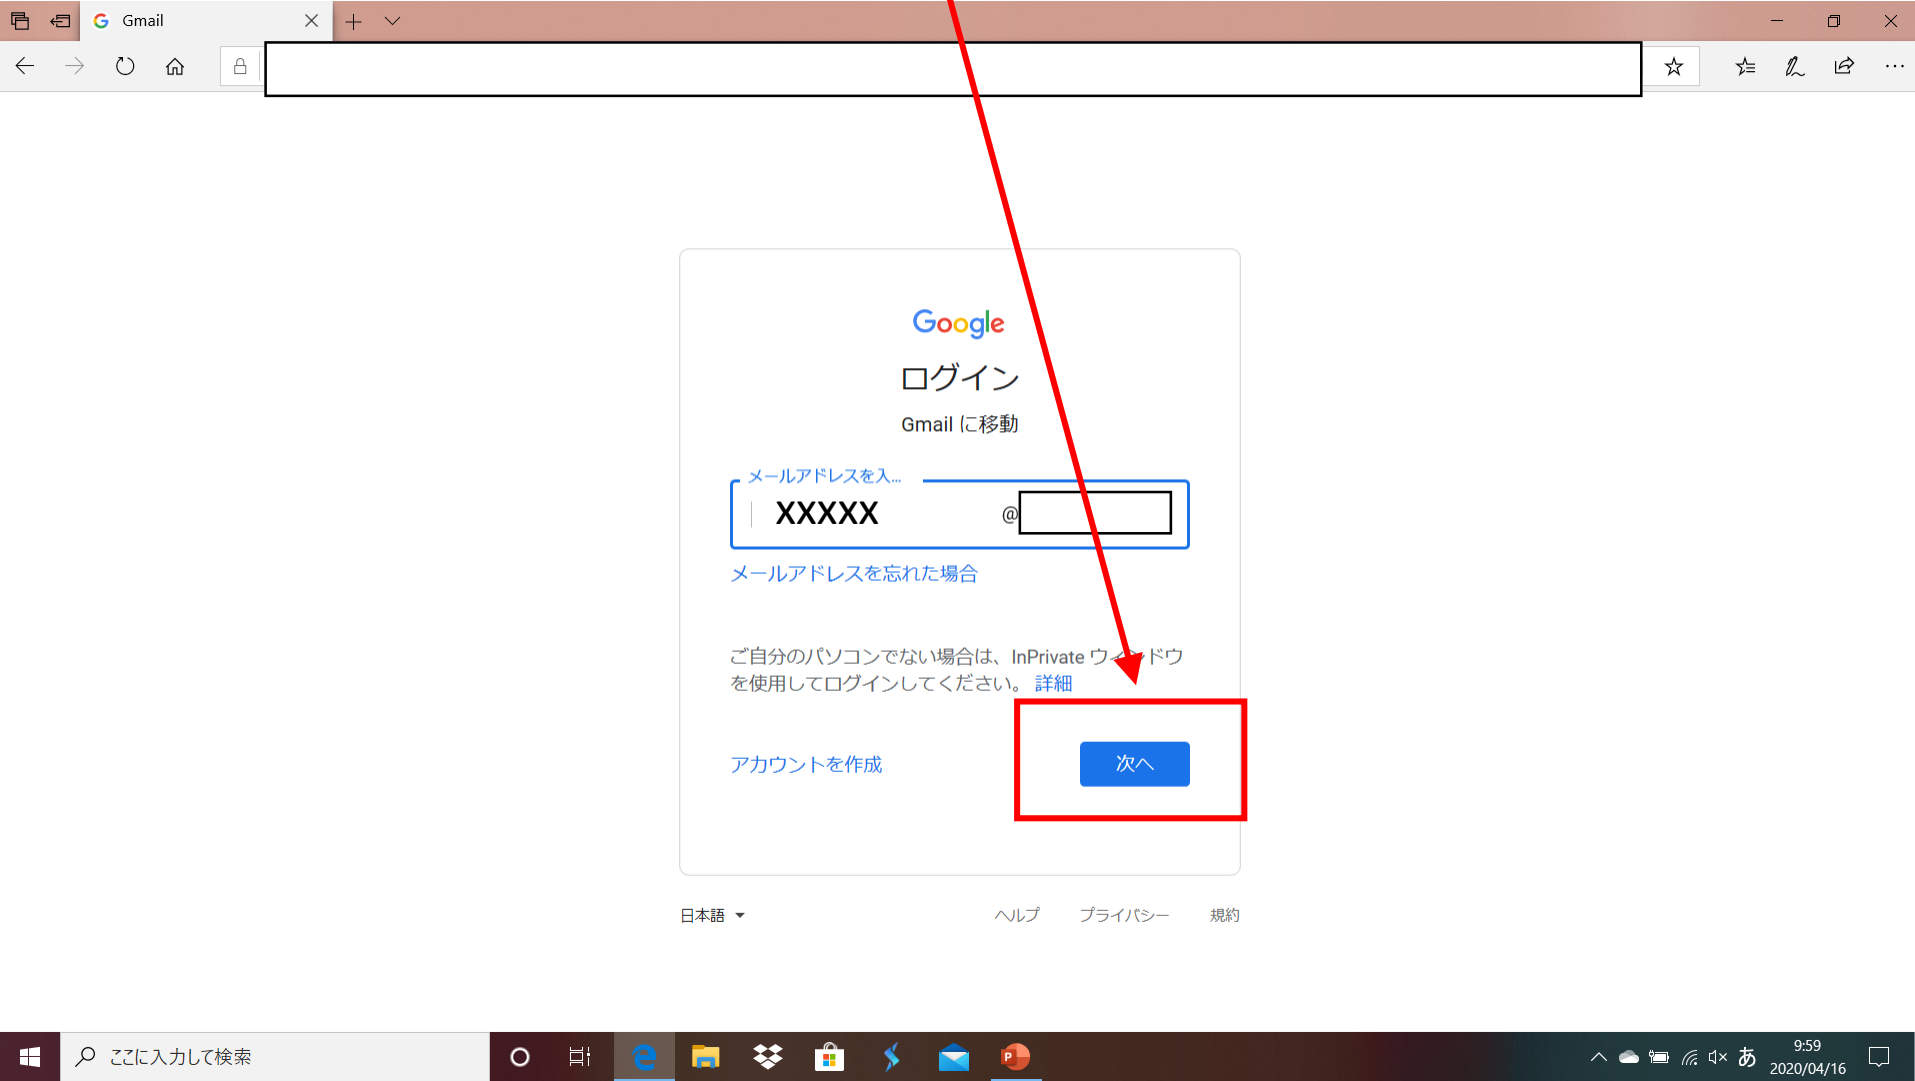 Gmail
Google
ログイン
Gmail に移動
メールアドレスを入...
XXXXX @
メールアドレスを忘れた場合
ご自分のパソコンでない場合は、InPrivate ウィンドウ
を使用してログインしてください。 詳細
アカウントを作成 次へ
日本語 ヘルプ プライバシー 規約
ここに入力して検索
あ 9:59
2020/04/16